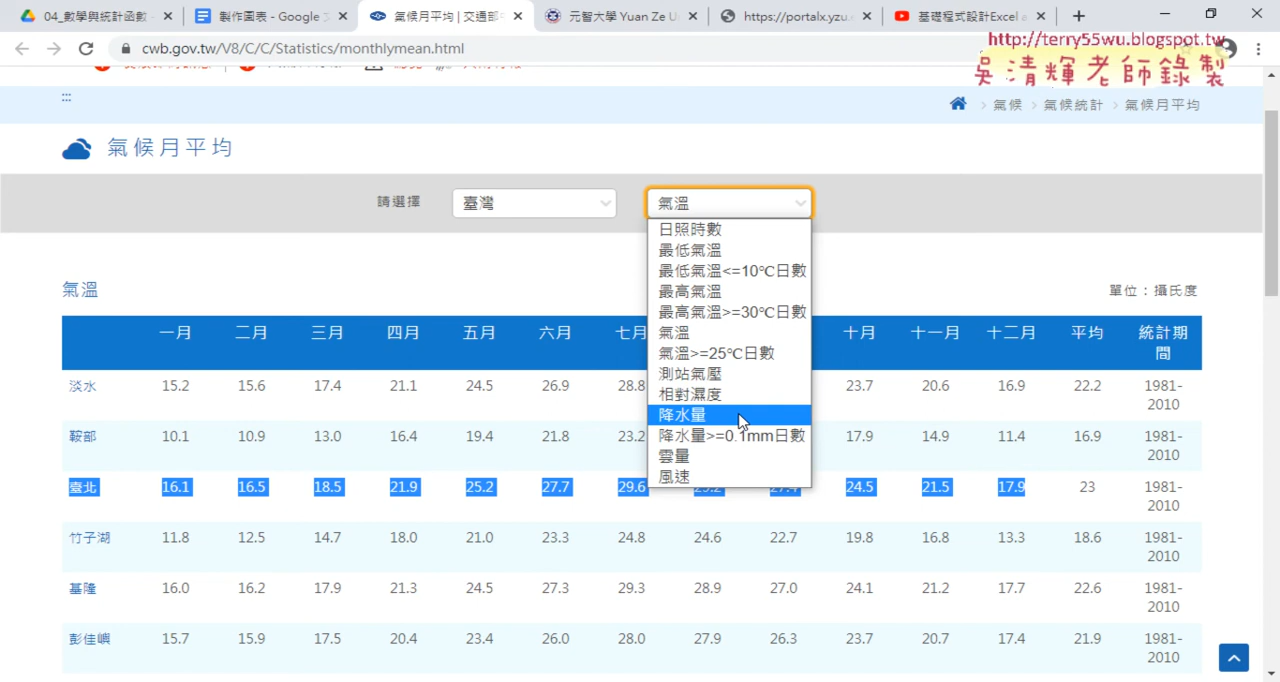 04_數學與統計函數
製作圖表 - Google 文
氣候月平均 | 交通部中
元智大學 Yuan Ze U
https://portalx.yzu.
基礎程式設計Excel a
cwb.gov.tw/V8/C/C/Statistics/monthlymean.html
http://terry55wu.blogspot.tw
吳清輝老師錄製
:::
氣候 > 氣候統計 > 氣候月平均
氣候月平均
請選擇 臺灣 氣溫
日照時數
最低氣溫
最低氣溫<=10℃日數
最高氣溫
最高氣溫>=30℃日數
氣溫
氣溫>=25℃日數
測站氣壓
相對濕度
降水量
降水量>=0.1mm日數
雲量
風速
氣溫 單位：攝氏度
一月 二月 三月 四月 五月 六月 七月 十月 十一月 十二月 平均 統計期間
淡水 15.2 15.6 17.4 21.1 24.5 26.9 28.8 23.7 20.6 16.9 22.2 1981-2010
鞍部 10.1 10.9 13.0 16.4 19.4 21.8 23.2 17.9 14.9 11.4 16.9 1981-2010
臺北 16.1 16.5 18.5 21.9 25.2 27.7 29.6 24.5 21.5 17.9 23 1981-2010
竹子湖 11.8 12.5 14.7 18.0 21.0 23.3 24.8 24.6 22.7 19.8 16.8 13.3 18.6 1981-2010
基隆 16.0 16.2 17.9 21.3 24.5 27.3 29.3 28.9 27.0 24.1 21.2 17.7 22.6 1981-2010
彭佳嶼 15.7 15.9 17.5 20.4 23.4 26.0 28.0 27.9 26.3 23.7 20.7 17.4 21.9 1981-2010